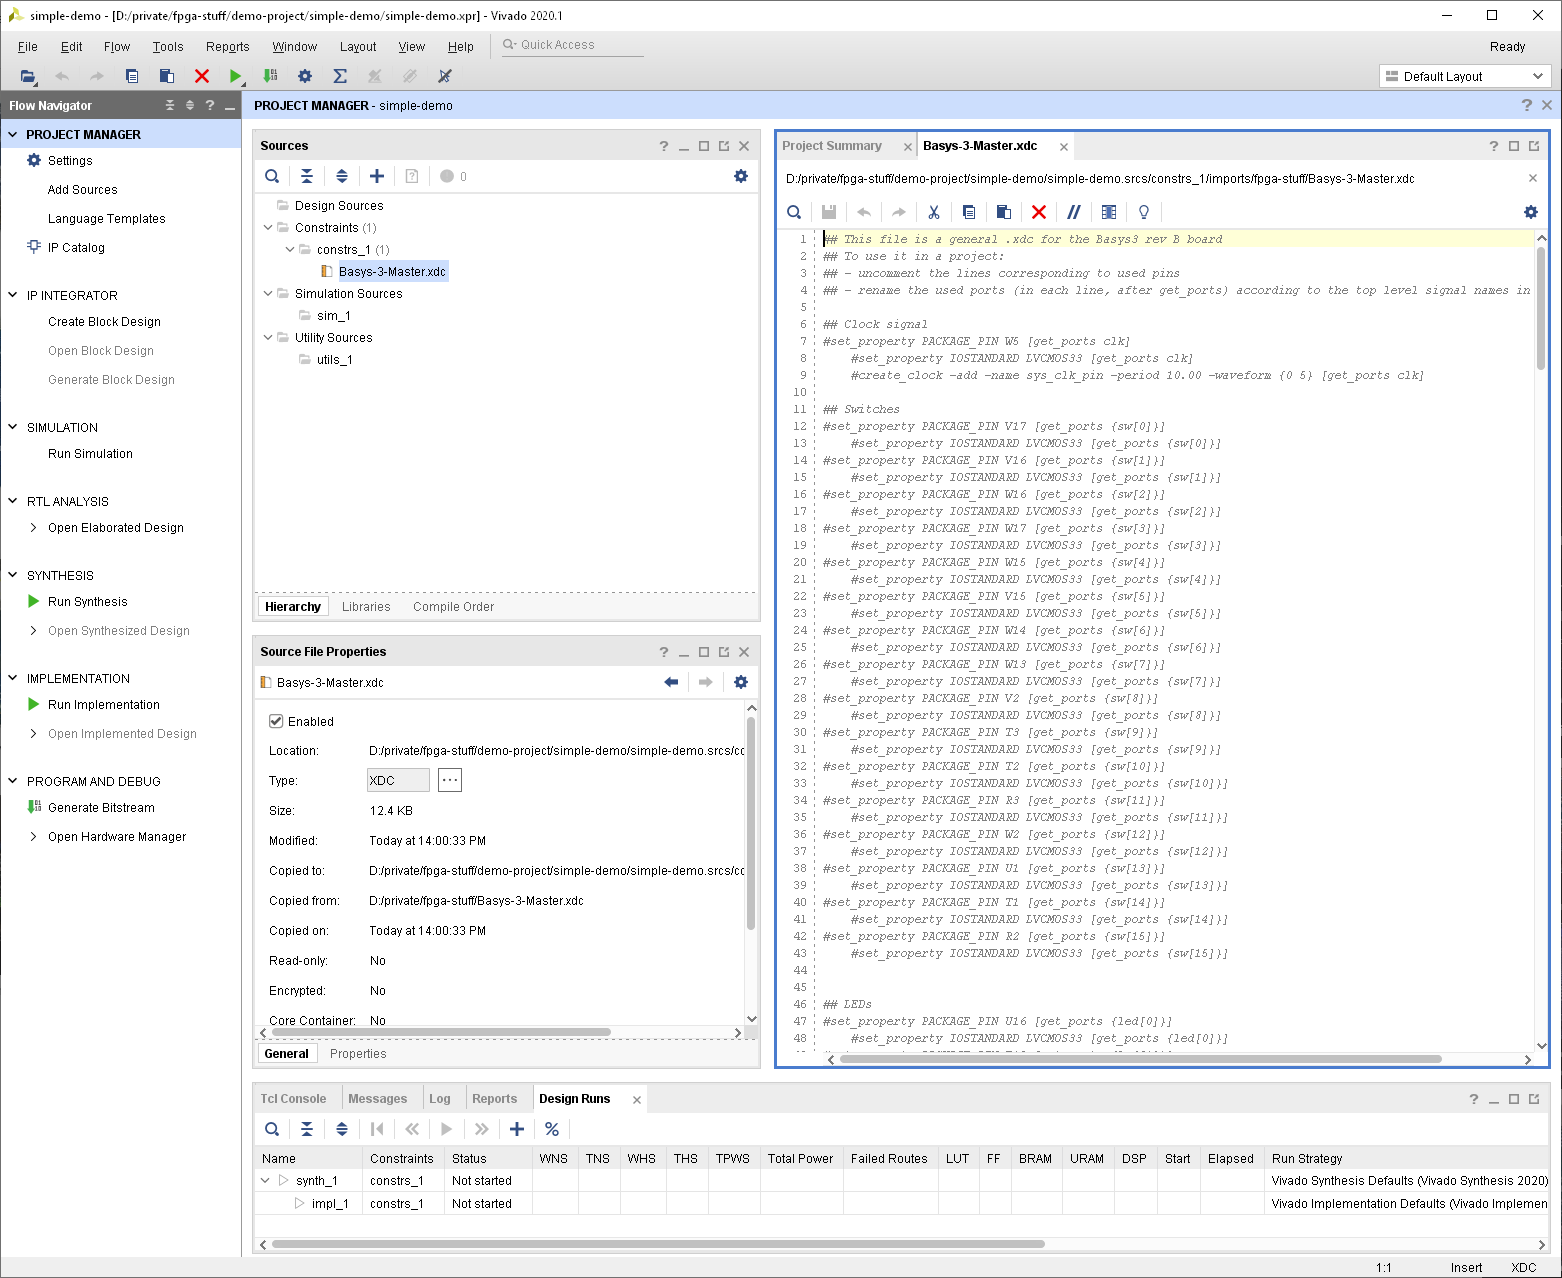 simple-demo - [D:/private/fpga-stuff/demo-project/simple-demo/simple-demo.xpr] - Vivado 2020.1
File Edit Flow Tools Reports Window Layout View Help Quick Access Ready
Default Layout
Flow Navigator
PROJECT MANAGER
Settings
Add Sources
Language Templates
IP Catalog
IP INTEGRATOR
Create Block Design
Open Block Design
Generate Block Design
SIMULATION
Run Simulation
RTL ANALYSIS
Open Elaborated Design
SYNTHESIS
Run Synthesis
Open Synthesized Design
IMPLEMENTATION
Run Implementation
Open Implemented Design
PROGRAM AND DEBUG
Generate Bitstream
Open Hardware Manager
PROJECT MANAGER - simple-demo
Sources
0
Design Sources
Constraints (1)
constrs_1 (1)
Basys-3-Master.xdc
Simulation Sources
sim_1
Utility Sources
utils_1
Hierarchy Libraries Compile Order
Source File Properties
Basys-3-Master.xdc
Enabled
Location: D:/private/fpga-stuff/demo-project/simple-demo/simple-demo.srcs/cc
Type: XDC
Size: 12.4 KB
Modified: Today at 14:00:33 PM
Copied to: D:/private/fpga-stuff/demo-project/simple-demo/simple-demo.srcs/cc
Copied from: D:/private/fpga-stuff/Basys-3-Master.xdc
Copied on: Today at 14:00:33 PM
Read-only: No
Encrypted: No
Core Container: No
General Properties
Project Summary Basys-3-Master.xdc
D:/private/fpga-stuff/demo-project/simple-demo/simple-demo.srcs/constrs_1/imports/fpga-stuff/Basys-3-Master.xdc
1 ## This file is a general .xdc for the Basys3 rev B board
2 ## To use it in a project:
3 ## - uncomment the lines corresponding to used pins
4 ## - rename the used ports (in each line, after get_ports) according to the top level signal names in
5
6 ## Clock signal
7 #set_property PACKAGE_PIN W5 [get_ports clk]
8 #set_property IOSTANDARD LVCMOS33 [get_ports clk]
9 #create_clock -add -name sys_clk_pin -period 10.00 -waveform {0 5} [get_ports clk]
10
11 ## Switches
12 #set_property PACKAGE_PIN V17 [get_ports {sw[0]}]
13 #set_property IOSTANDARD LVCMOS33 [get_ports {sw[0]}]
14 #set_property PACKAGE_PIN V16 [get_ports {sw[1]}]
15 #set_property IOSTANDARD LVCMOS33 [get_ports {sw[1]}]
16 #set_property PACKAGE_PIN W16 [get_ports {sw[2]}]
17 #set_property IOSTANDARD LVCMOS33 [get_ports {sw[2]}]
18 #set_property PACKAGE_PIN W17 [get_ports {sw[3]}]
19 #set_property IOSTANDARD LVCMOS33 [get_ports {sw[3]}]
20 #set_property PACKAGE_PIN W15 [get_ports {sw[4]}]
21 #set_property IOSTANDARD LVCMOS33 [get_ports {sw[4]}]
22 #set_property PACKAGE_PIN V15 [get_ports {sw[5]}]
23 #set_property IOSTANDARD LVCMOS33 [get_ports {sw[5]}]
24 #set_property PACKAGE_PIN W14 [get_ports {sw[6]}]
25 #set_property IOSTANDARD LVCMOS33 [get_ports {sw[6]}]
26 #set_property PACKAGE_PIN W13 [get_ports {sw[7]}]
27 #set_property IOSTANDARD LVCMOS33 [get_ports {sw[7]}]
28 #set_property PACKAGE_PIN V2 [get_ports {sw[8]}]
29 #set_property IOSTANDARD LVCMOS33 [get_ports {sw[8]}]
30 #set_property PACKAGE_PIN T3 [get_ports {sw[9]}]
31 #set_property IOSTANDARD LVCMOS33 [get_ports {sw[9]}]
32 #set_property PACKAGE_PIN T2 [get_ports {sw[10]}]
33 #set_property IOSTANDARD LVCMOS33 [get_ports {sw[10]}]
34 #set_property PACKAGE_PIN R3 [get_ports {sw[11]}]
35 #set_property IOSTANDARD LVCMOS33 [get_ports {sw[11]}]
36 #set_property PACKAGE_PIN W2 [get_ports {sw[12]}]
37 #set_property IOSTANDARD LVCMOS33 [get_ports {sw[12]}]
38 #set_property PACKAGE_PIN U1 [get_ports {sw[13]}]
39 #set_property IOSTANDARD LVCMOS33 [get_ports {sw[13]}]
40 #set_property PACKAGE_PIN T1 [get_ports {sw[14]}]
41 #set_property IOSTANDARD LVCMOS33 [get_ports {sw[14]}]
42 #set_property PACKAGE_PIN R2 [get_ports {sw[15]}]
43 #set_property IOSTANDARD LVCMOS33 [get_ports {sw[15]}]
44
45
46 ## LEDs
47 #set_property PACKAGE_PIN U16 [get_ports {led[0]}]
48 #set_property IOSTANDARD LVCMOS33 [get_ports {led[0]}]
Tcl Console Messages Log Reports Design Runs
Name Constraints Status WNS TNS WHS THS TPWS Total Power Failed Routes LUT FF BRAM URAM DSP Start Elapsed Run Strategy
synth_1 constrs_1 Not started Vivado Synthesis Defaults (Vivado Synthesis 2020)
impl_1 constrs_1 Not started Vivado Implementation Defaults (Vivado Implemen
1:1 Insert XDC